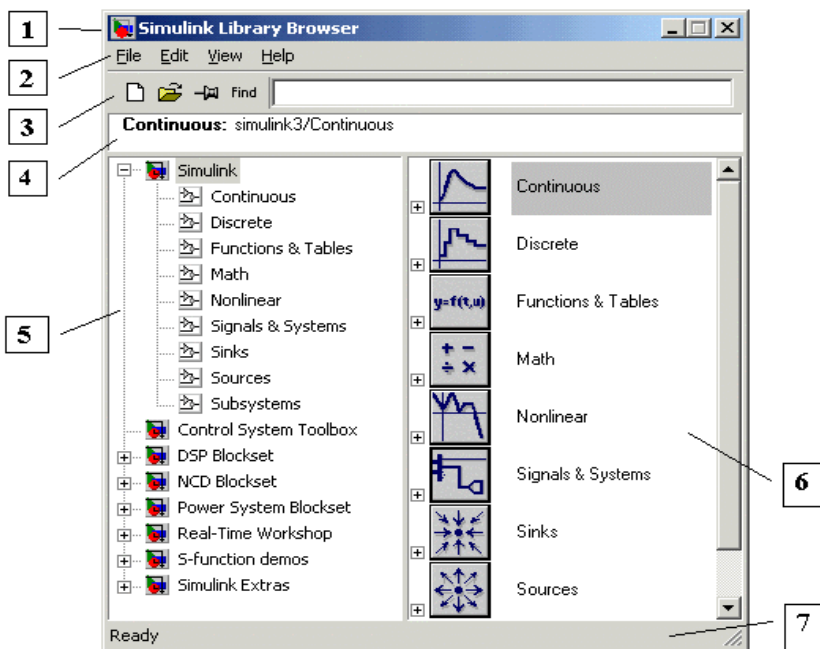 1
Simulink Library Browser
2
File Edit View Help
3
Find
Continuous: simulink3/Continuous
4
Simulink
Continuous
Discrete
Functions & Tables
Math
Nonlinear
Signals & Systems
Sinks
Sources
Subsystems
Control System Toolbox
DSP Blockset
NCD Blockset
Power System Blockset
Real-Time Workshop
S-function demos
Simulink Extras
5
Continuous
Discrete
y=f(t,u) Functions & Tables
Math
Nonlinear
Signals & Systems
Sinks
Sources
6
Ready
7